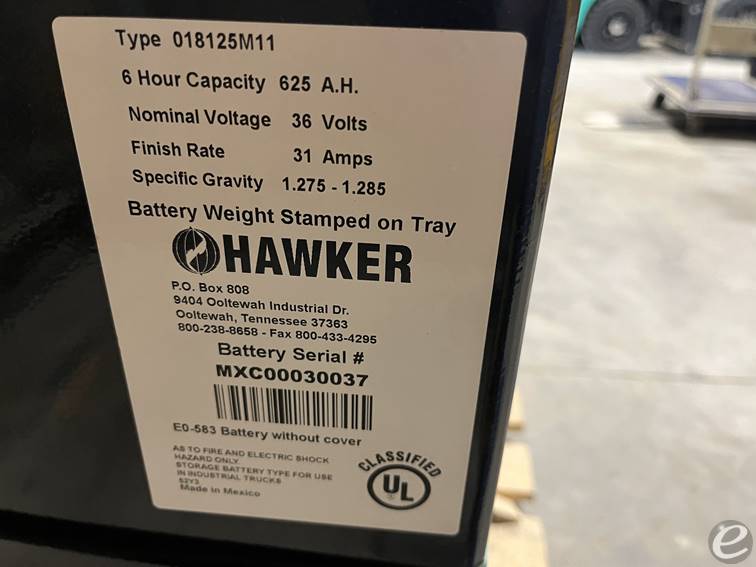 Type 018125M11
6 Hour Capacity 625 A.H.
Nominal Voltage 36 Volts
Finish Rate 31 Amps
Specific Gravity 1.275 - 1.285
Battery Weight Stamped on Tray
HAWKER
P.O. Box 808
9404 Ooltewah Industrial Dr.
Ooltewah, Tennessee 37363
800-238-8658 - Fax 800-433-4295
Battery Serial #
MXC00030037
E0-583 Battery without cover
AS TO FIRE AND ELECTRIC SHOCK
HAZARD ONLY.
STORAGE BATTERY TYPE FOR USE
IN INDUSTRIAL TRUCKS
52Y3
Made in Mexico
CLASSIFIED
UL
e